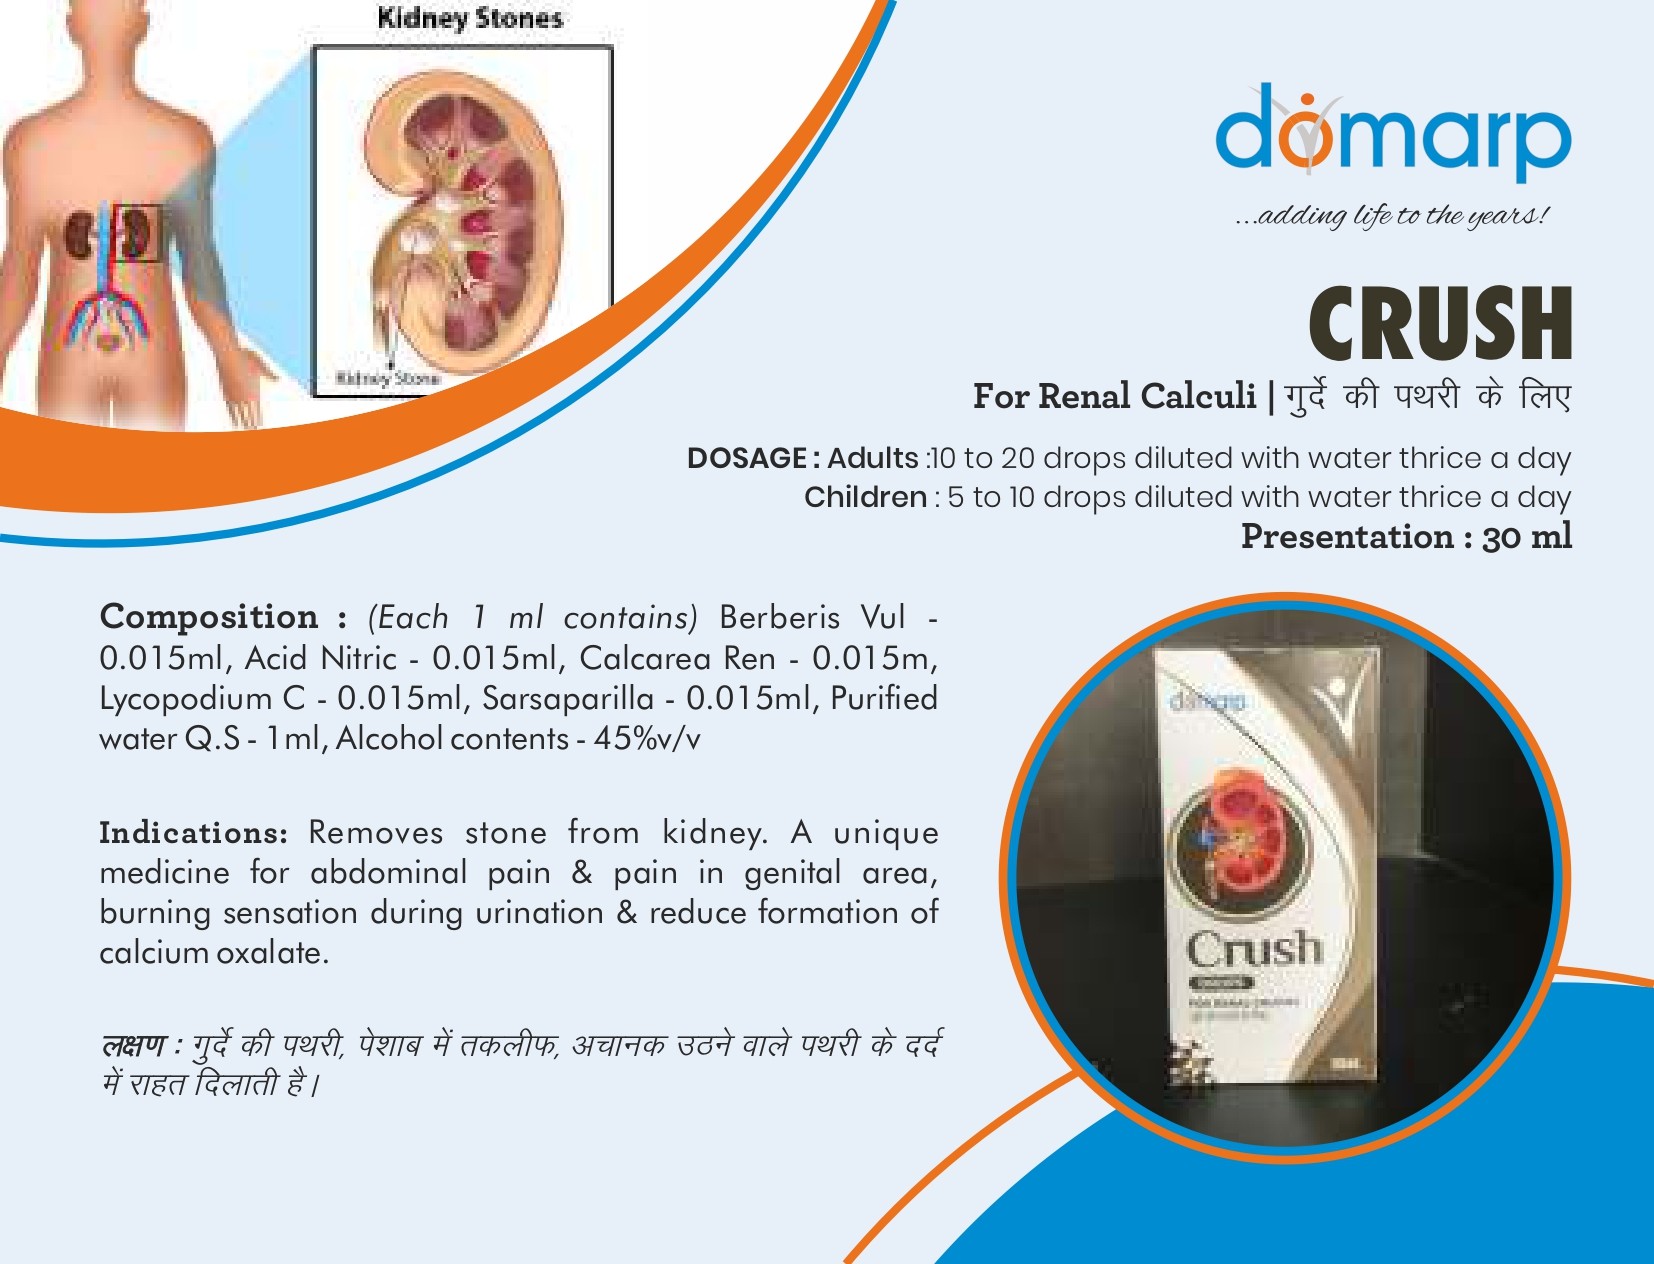 Kidney Stones
Kidney Stone
domarp
...adding life to the years!
CRUSH
For Renal Calculi | गुर्दे की पथरी के लिए
DOSAGE : Adults :10 to 20 drops diluted with water thrice a day
Children : 5 to 10 drops diluted with water thrice a day
Presentation : 30 ml
Composition : (Each 1 ml contains) Berberis Vul -
0.015ml, Acid Nitric - 0.015ml, Calcarea Ren - 0.015m,
Lycopodium C - 0.015ml, Sarsaparilla - 0.015ml, Purified
water Q.S - 1ml, Alcohol contents - 45%v/v
Indications: Removes stone from kidney. A unique
medicine for abdominal pain & pain in genital area,
burning sensation during urination & reduce formation of
calcium oxalate.
लक्षण : गुर्दे की पथरी, पेशाब में तकलीफ, अचानक उठने वाले पथरी के दर्द
में राहत दिलाती है।
domarp
Crush